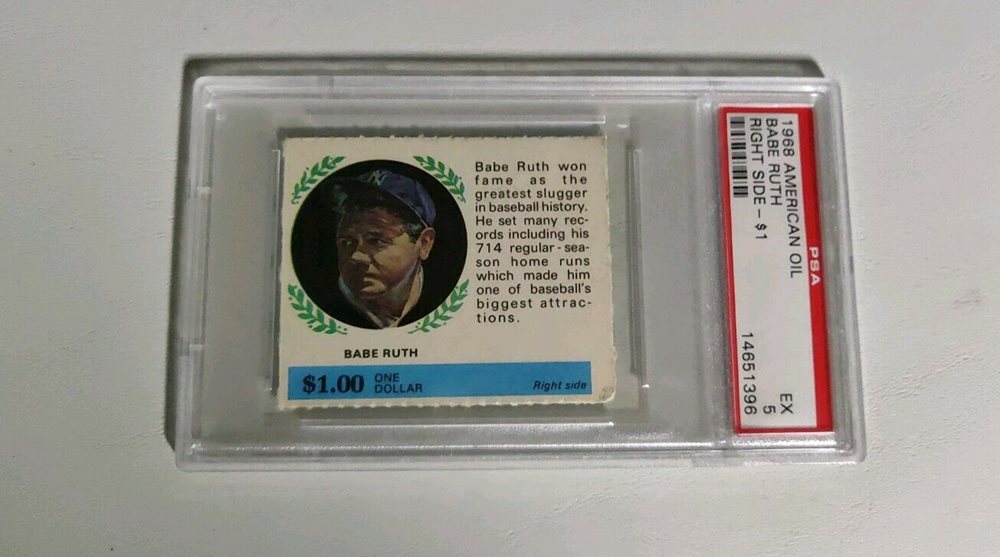 Babe Ruth won
fame as the
greatest slugger
in baseball history.
He set many rec-
ords including his
714 regular-sea-
son home runs
which made him
one of baseball's
biggest attrac-
tions.
BABE RUTH
$1.00 ONE
DOLLAR
Right side
PSA
1968 AMERICAN OIL
BABE RUTH
RIGHT SIDE-$1
EX
5
14651396
NY